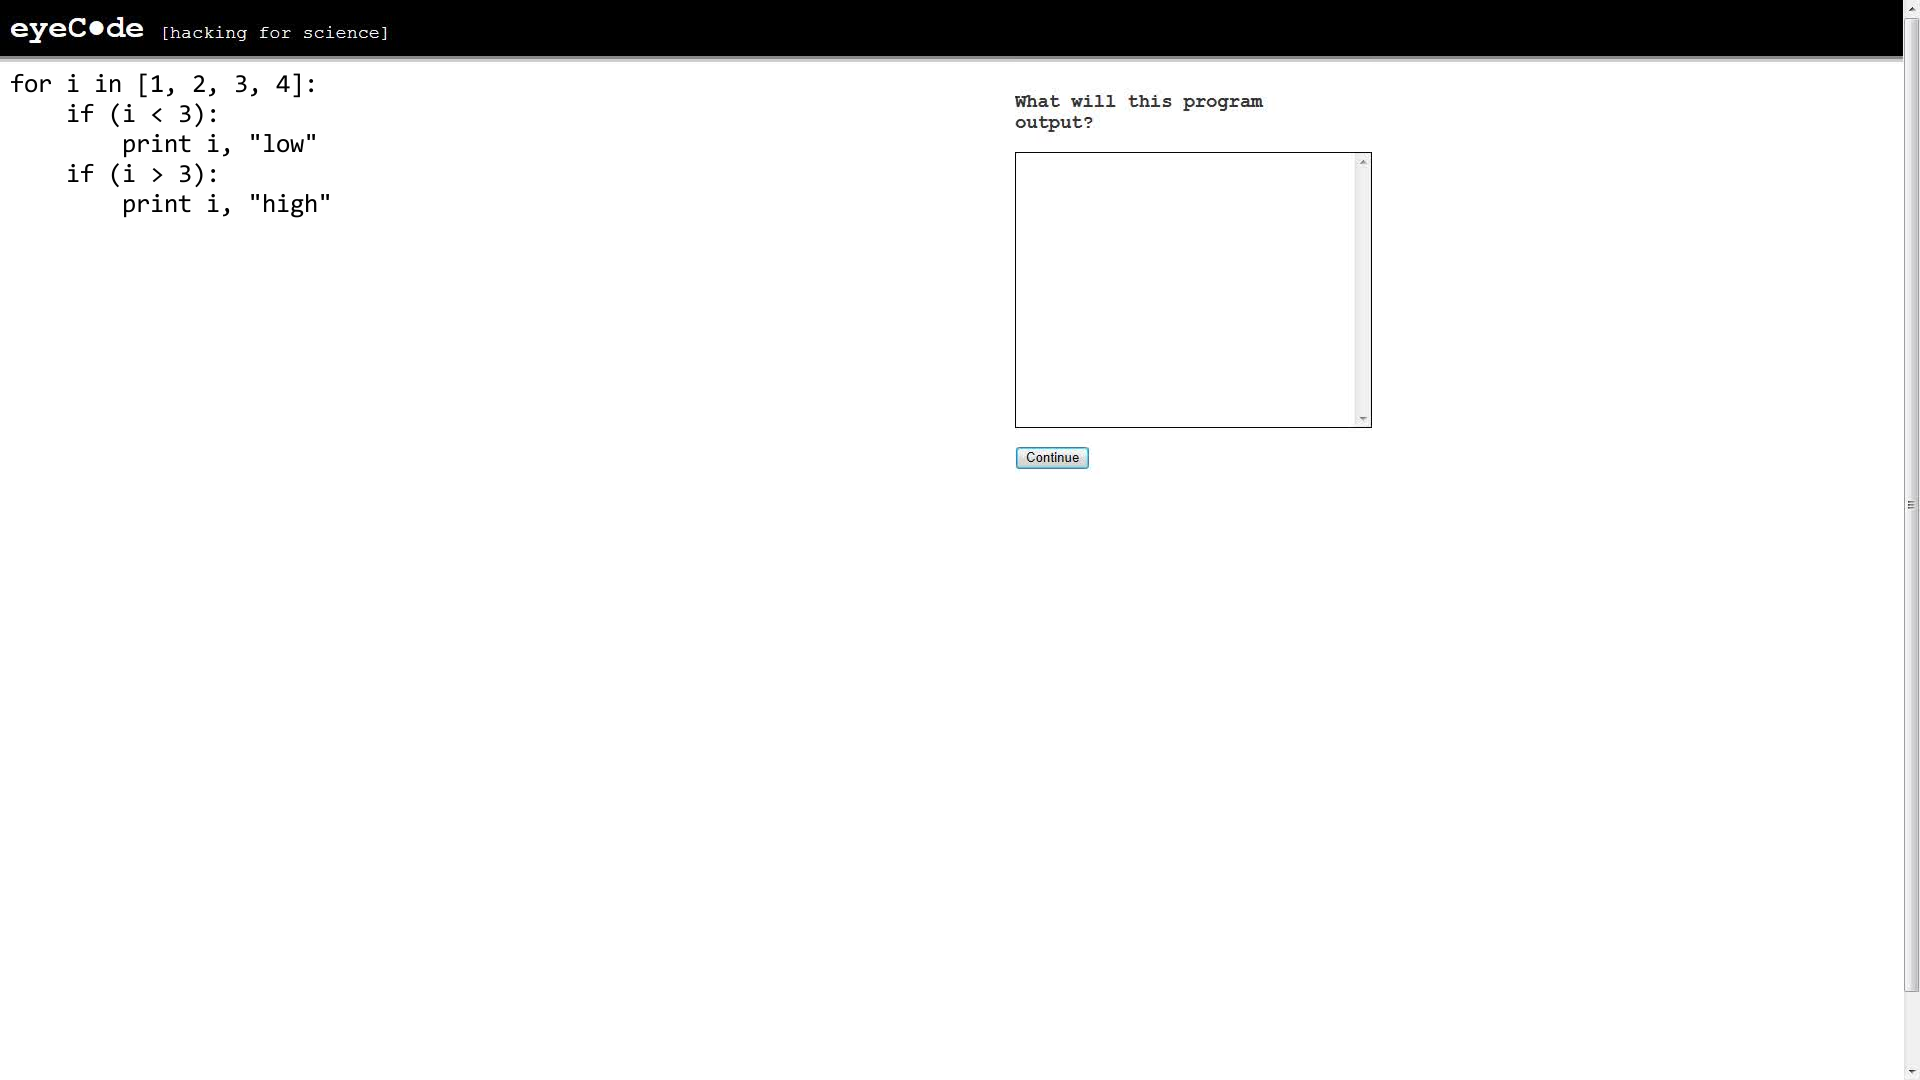 eyeC●de [hacking for science]
for i in [1, 2, 3, 4]:
    if (i < 3):
        print i, "low"
    if (i > 3):
        print i, "high"
What will this program
output?
Continue